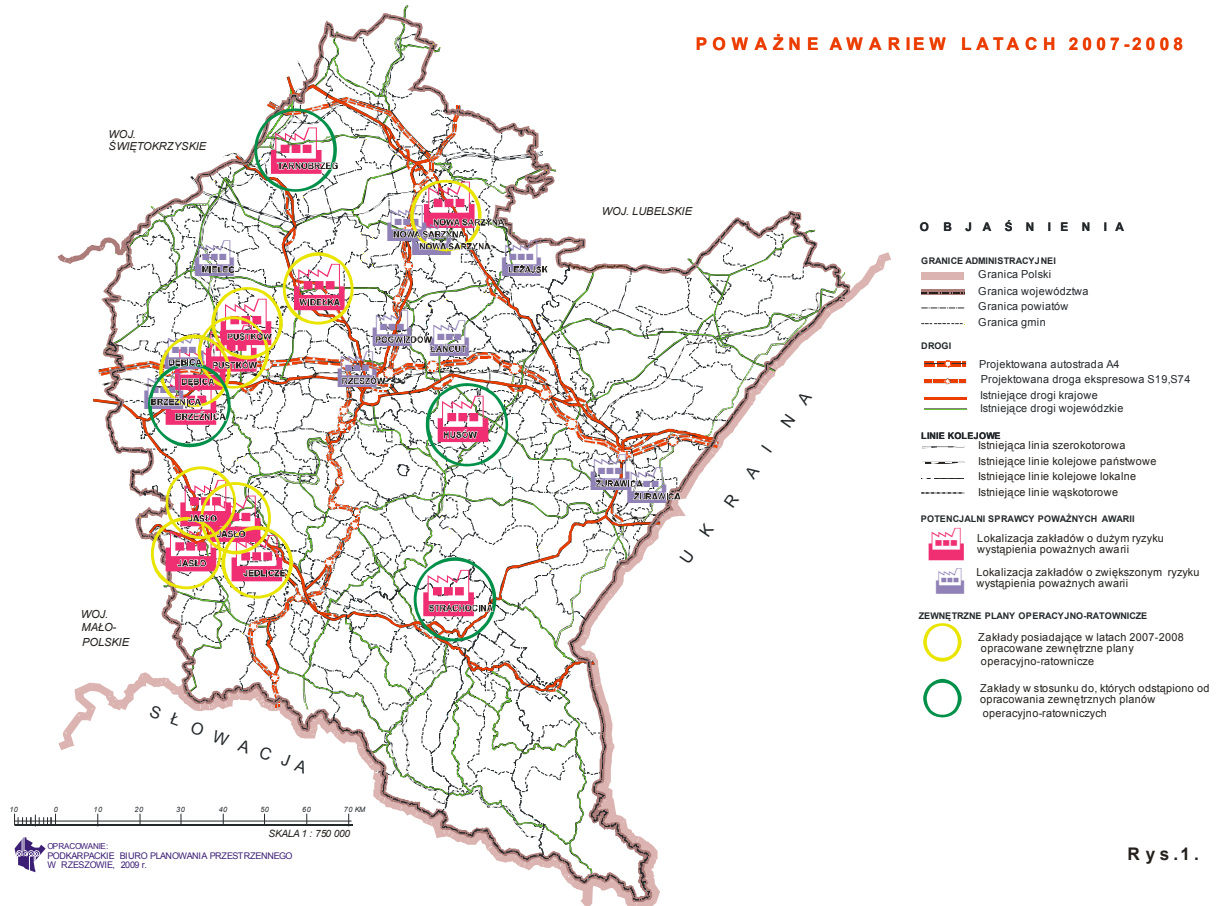 POWAŻNE AWARIEW LATACH 2007-2008
WOJ.
ŚWIĘTOKRZYSKIE
TARNOBRZEG
WOJ. LUBELSKIE
NOWA SARZYNA
NOWA SARZYNA
NOWA SARZYNA
MIELEC
LEŻAJSK
WIDEŁKA
PUSTKÓW
POGWIZDÓW
ŁAŃCUT
DĘBICA
PUSTKÓW
RZESZÓW
DĘBICA
BRZEŹNICA
BRZEŹNICA
HUSÓW
ŻURAWICA
ŻURAWICA
JASŁO
JASŁO
JASŁO
JEDLICZE
STRACHOCINA
UKRAINA
WOJ.
MAŁO-
POLSKIE
SŁOWACJA
OBJAŚNIENIA
GRANICE ADMINISTRACYJNEI
Granica Polski
Granica województwa
Granica powiatów
Granica gmin
DROGI
Projektowana autostrada A4
Projektowana droga ekspresowa S19,S74
Istniejące drogi krajowe
Istniejące drogi wojewódzkie
LINIE KOLEJOWE
Istniejąca linia szerokotorowa
Istniejące linie kolejowe państwowe
Istniejące linie kolejowe lokalne
Istniejące linie wąskotorowe
POTENCJALNI SPRAWCY POWAŻNYCH AWARII
Lokalizacja zakładów o dużym ryzyku
wystąpienia poważnych awarii
Lokalizacja zakładów o zwiększonym ryzyku
wystąpienia poważnych awarii
ZEWNĘTRZNE PLANY OPERACYJNO-RATOWNICZE
Zakłady posiadające w latach 2007-2008
opracowane zewnętrzne plany
operacyjno-ratownicze
Zakłady w stosunku do, których odstąpiono od
opracowania zewnętrznych planów
operacyjno-ratowniczych
10 0 10 20 30 40 50 60 70 KM
SKALA 1 : 750 000
OPRACOWANIE:
PODKARPACKIE BIURO PLANOWANIA PRZESTRZENNEGO
W RZESZOWIE, 2009 r.
Rys.1.